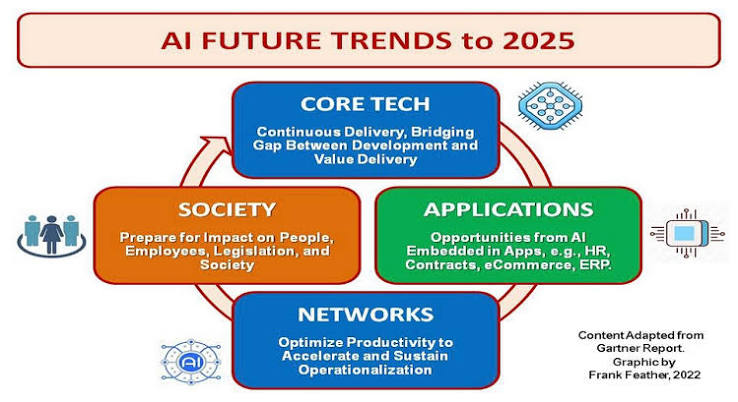 AI FUTURE TRENDS to 2025
CORE TECH
Continuous Delivery, Bridging
Gap Between Development and
Value Delivery
SOCIETY
Prepare for Impact on People,
Employees, Legislation, and
Society
APPLICATIONS
Opportunities from AI
Embedded in Apps, e.g., HR,
Contracts, eCommerce, ERP.
NETWORKS
Optimize Productivity to
Accelerate and Sustain
Operationalization
AI
Content Adapted from
Gartner Report.
Graphic by
Frank Feather, 2022